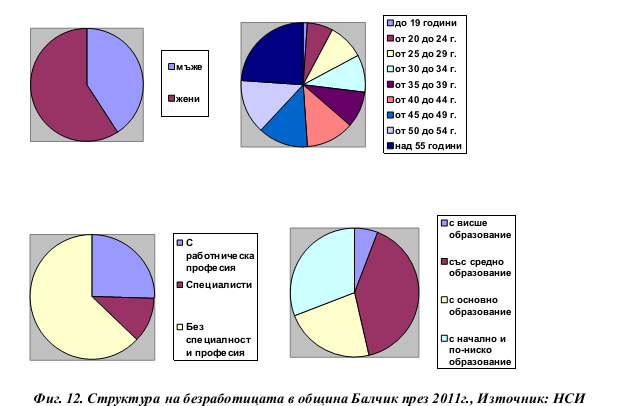 мъже
жени
до 19 години
от 20 до 24 г.
от 25 до 29 г.
от 30 до 34 г.
от 35 до 39 г.
от 40 до 44 г.
от 45 до 49 г.
от 50 до 54 г.
над 55 години
С
работническа
професия
Специалисти
Без
специалност
и професия
с висше
образование
със средно
образование
с основно
образование
с начално и
по-ниско
образование
Фиг. 12. Структура на безработицата в община Балчик през 2011г., Източник: НСИ